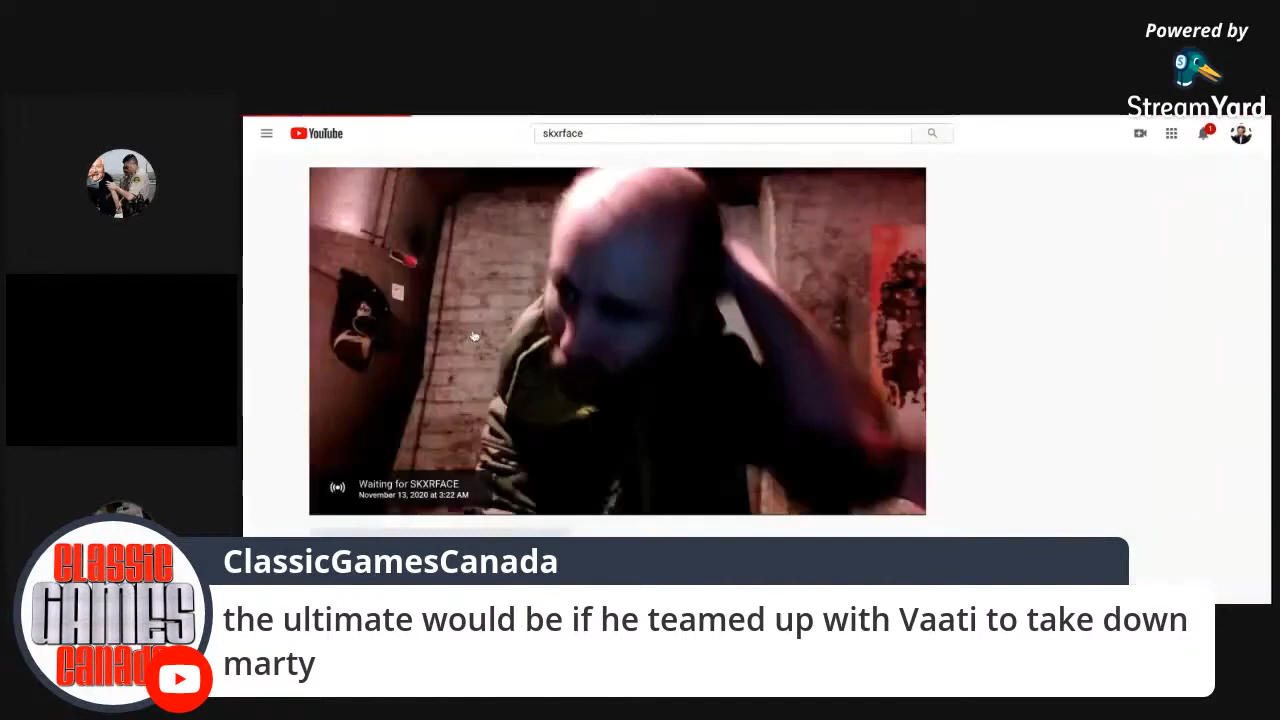 Powered by
S
StreamYard
YouTube
skxrface
1
Waiting for SKXRFACE
November 13, 2020 at 3:22 AM
CLASSIC
GAMES
ClassicGamesCanada
the ultimate would be if he teamed up with Vaati to take down
marty